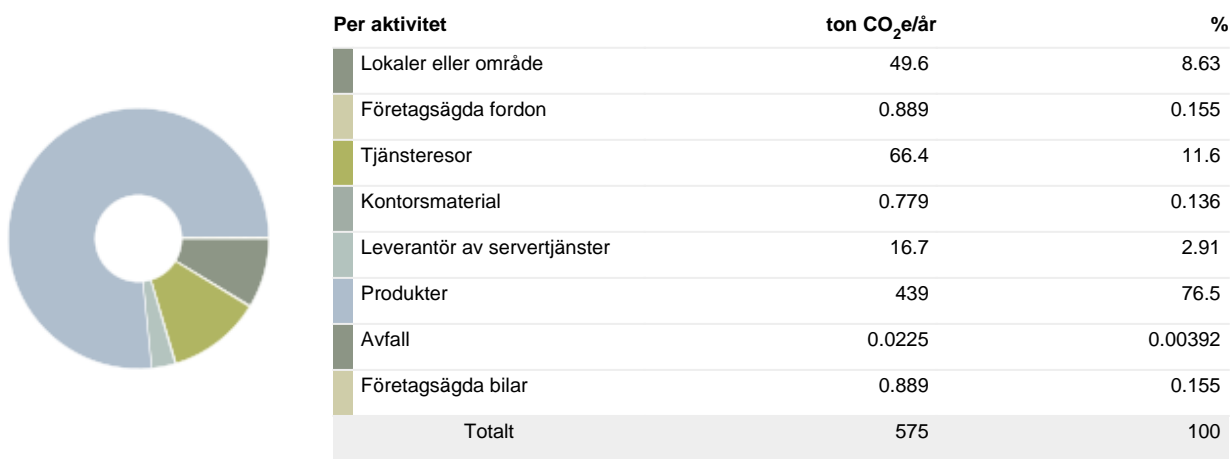 Per aktivitet ton CO₂e/år %
Lokaler eller område 49.6 8.63
Företagsägda fordon 0.889 0.155
Tjänsteresor 66.4 11.6
Kontorsmaterial 0.779 0.136
Leverantör av servertjänster 16.7 2.91
Produkter 439 76.5
Avfall 0.0225 0.00392
Företagsägda bilar 0.889 0.155
Totalt 575 100